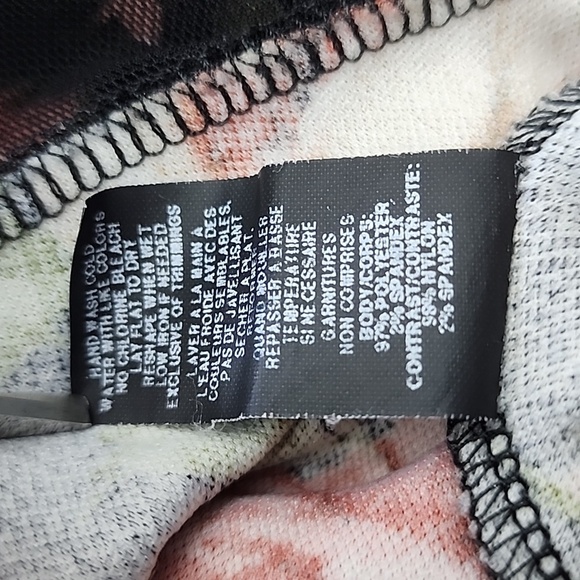 HAND WASH COLD
WATER WITH LIKE COLORS
NO CHLORINE BLEACH
LAY FLAT TO DRY
RESHAPE WHEN WET
LOW IRON IF NEEDED
EXCLUSIVE OF TRIMMINGS
LAVER A LA MAIN A
L'EAU FROIDE AVEC DES
COULEURS SEMBLABLES,
PAS DE JAVELLISANT
SECHER A PLAT,
QUAND MOUILLER
REPASSER A BASSE
TEMPERATURE
SI NECESSAIRE
GARNITURES
NON COMPRISES
BODY/CORPS:
97%
2% SPANDEX
CONTRAST/CONTRASTE:
98% NYLON
2% SPANDEX